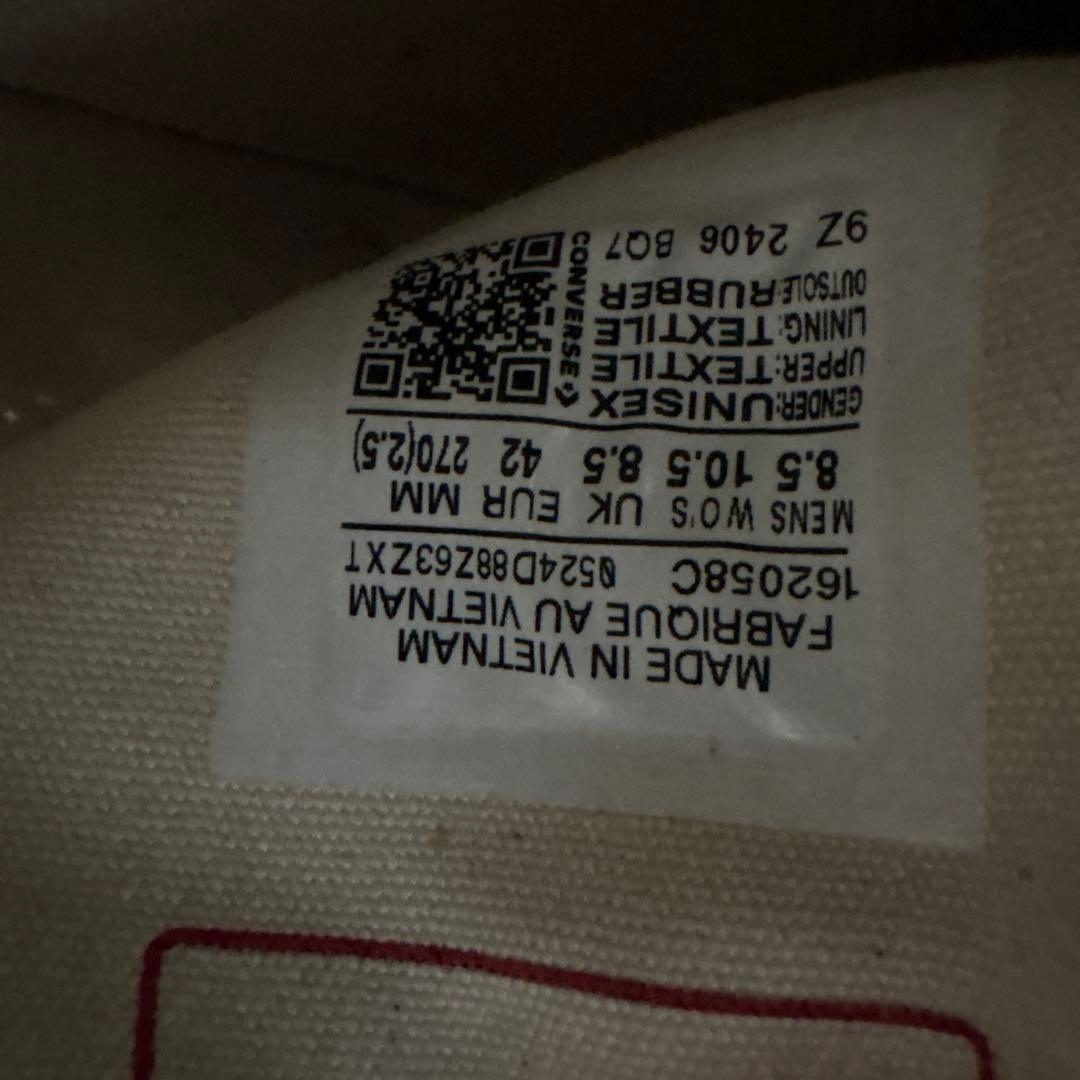 MADE IN VIETNAM
FABRIQUE AU VIETNAM
162058C 0524D88Z63ZXT
MENS WO'S UK EUR MM
8.5 10.5 8.5 42 270(2.5)
GENDER:UNISEX
UPPER:TEXTILE
LINING:TEXTILE
OUTSOLE:RUBBER
9Z 2406 BQ7
CONVERSE